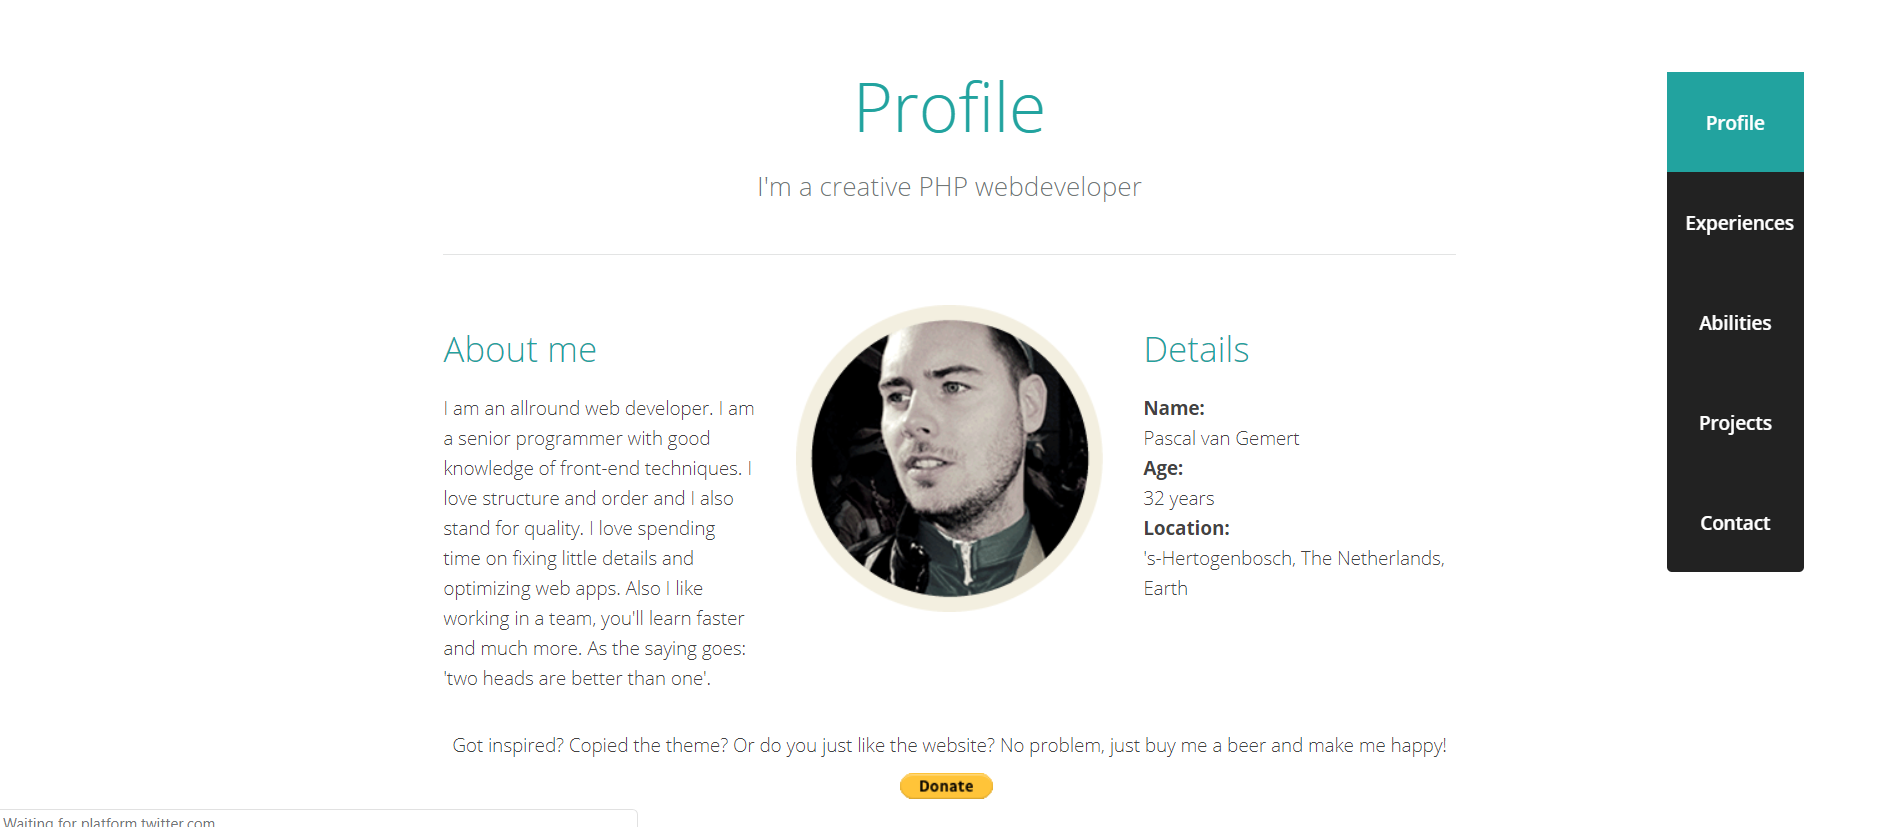 Profile
I'm a creative PHP webdeveloper
About me
I am an allround web developer. I am
a senior programmer with good
knowledge of front-end techniques. I
love structure and order and I also
stand for quality. I love spending
time on fixing little details and
optimizing web apps. Also I like
working in a team, you'll learn faster
and much more. As the saying goes:
'two heads are better than one'.
Details
Name:
Pascal van Gemert
Age:
32 years
Location:
's-Hertogenbosch, The Netherlands,
Earth
Got inspired? Copied the theme? Or do you just like the website? No problem, just buy me a beer and make me happy!
Donate
Profile
Experiences
Abilities
Projects
Contact
Waiting for platform.twitter.com